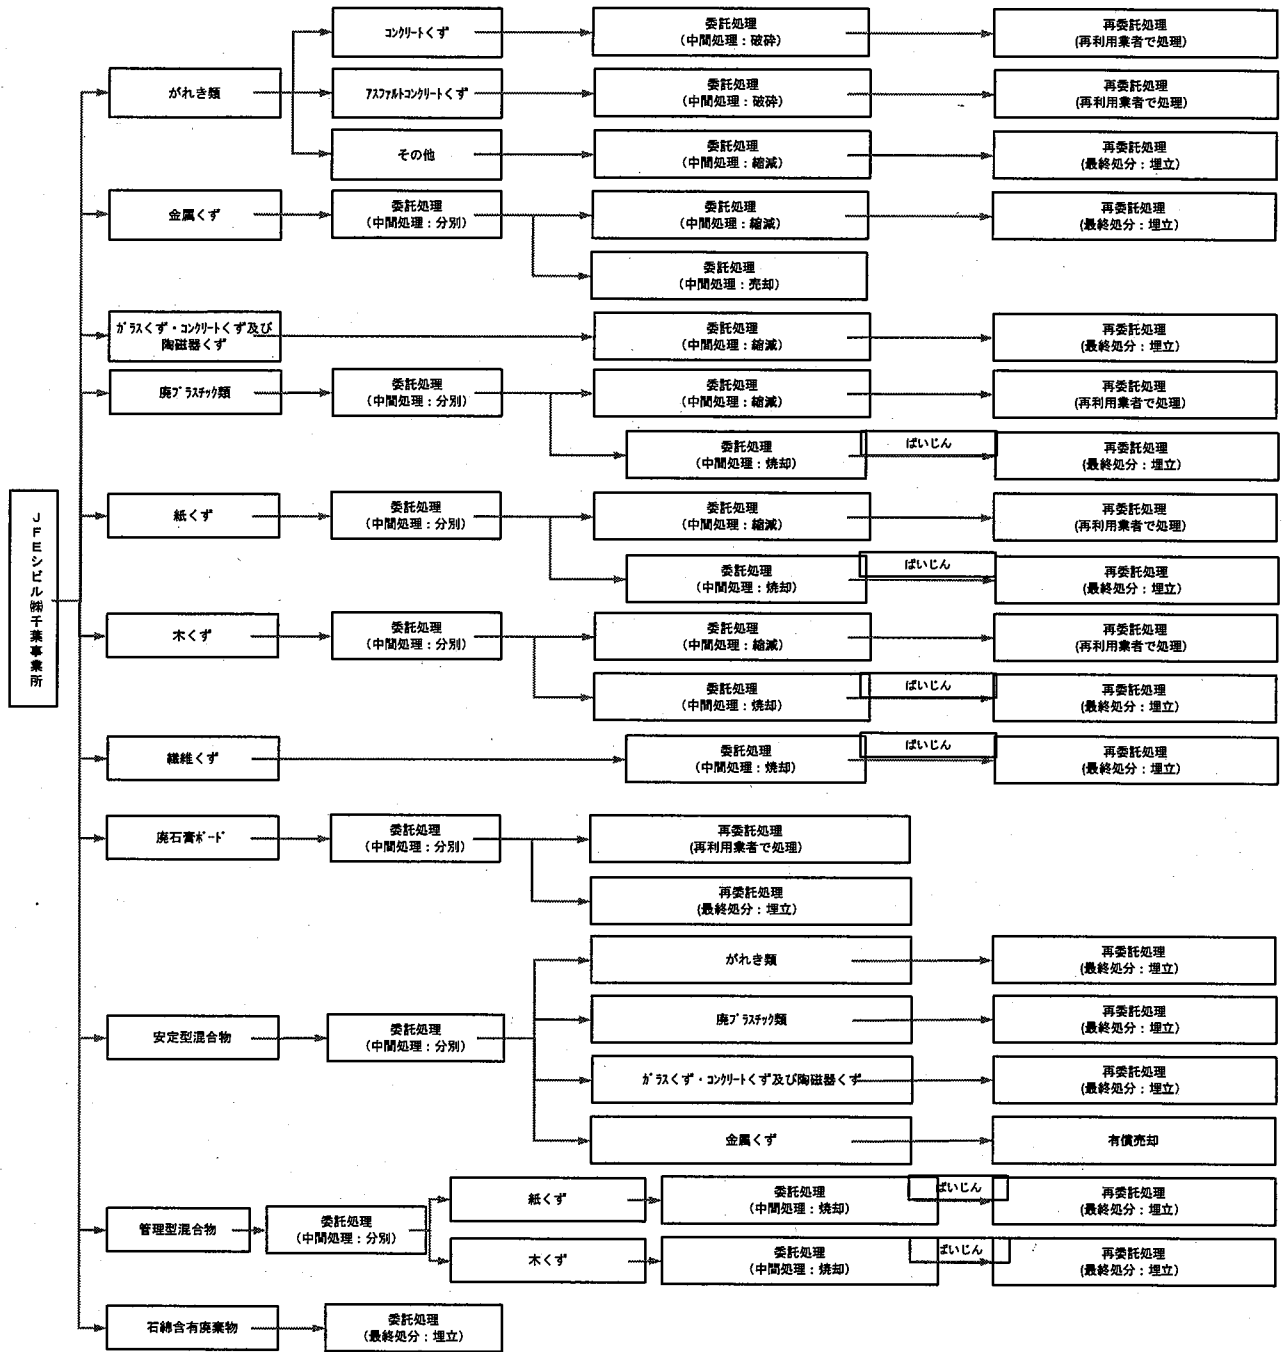 JFEシビル㈱千葉事業所
がれき類
コンクリートくず
委託処理
(中間処理：破砕)
再委託処理
(再利用業者で処理)
アスファルトコンクリートくず
委託処理
(中間処理：破砕)
再委託処理
(再利用業者で処理)
その他
委託処理
(中間処理：縮減)
再委託処理
(最終処分：埋立)
金属くず
委託処理
(中間処理：分別)
委託処理
(中間処理：縮減)
再委託処理
(最終処分：埋立)
委託処理
(中間処理：売却)
ガラスくず・コンクリートくず及び
陶磁器くず
委託処理
(中間処理：縮減)
再委託処理
(最終処分：埋立)
廃プラスチック類
委託処理
(中間処理：分別)
委託処理
(中間処理：縮減)
再委託処理
(再利用業者で処理)
委託処理
(中間処理：焼却)
ばいじん
再委託処理
(最終処分：埋立)
紙くず
委託処理
(中間処理：分別)
委託処理
(中間処理：縮減)
再委託処理
(再利用業者で処理)
委託処理
(中間処理：焼却)
ばいじん
再委託処理
(最終処分：埋立)
木くず
委託処理
(中間処理：分別)
委託処理
(中間処理：縮減)
再委託処理
(再利用業者で処理)
委託処理
(中間処理：焼却)
ばいじん
再委託処理
(最終処分：埋立)
繊維くず
委託処理
(中間処理：焼却)
ばいじん
再委託処理
(最終処分：埋立)
廃石膏ボード
委託処理
(中間処理：分別)
再委託処理
(再利用業者で処理)
再委託処理
(最終処分：埋立)
安定型混合物
委託処理
(中間処理：分別)
がれき類
再委託処理
(最終処分：埋立)
廃プラスチック類
再委託処理
(最終処分：埋立)
ガラスくず・コンクリートくず及び陶磁器くず
再委託処理
(最終処分：埋立)
金属くず
有償売却
管理型混合物
委託処理
(中間処理：分別)
紙くず
委託処理
(中間処理：焼却)
ばいじん
再委託処理
(最終処分：埋立)
木くず
委託処理
(中間処理：焼却)
ばいじん
再委託処理
(最終処分：埋立)
石綿含有廃棄物
委託処理
(最終処分：埋立)